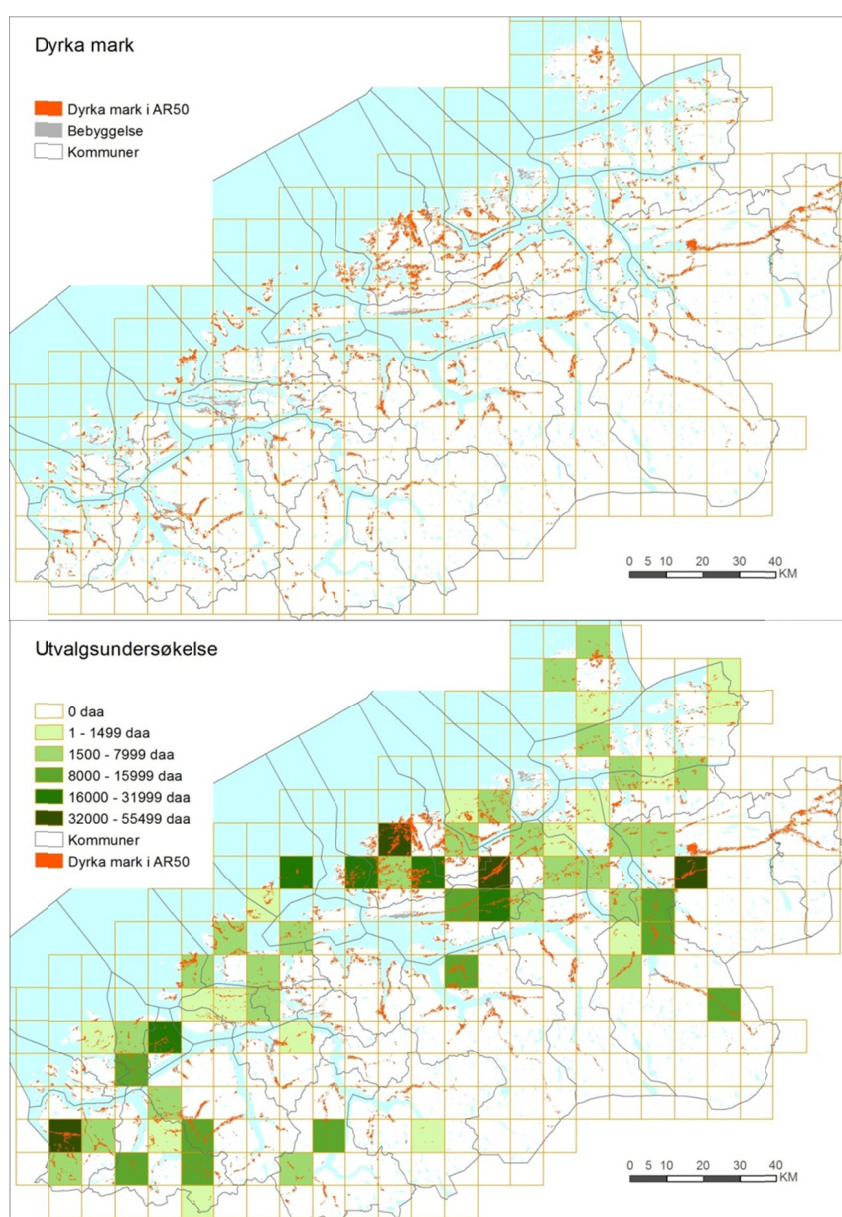 Dyrka mark
Dyrka mark i AR50
Bebyggelse
Kommuner
0 5 10 20 30 40
KM
Utvalgsundersøkelse
0 daa
1 - 1499 daa
1500 - 7999 daa
8000 - 15999 daa
16000 - 31999 daa
32000 - 55499 daa
Kommuner
Dyrka mark i AR50
0 5 10 20 30 40
KM